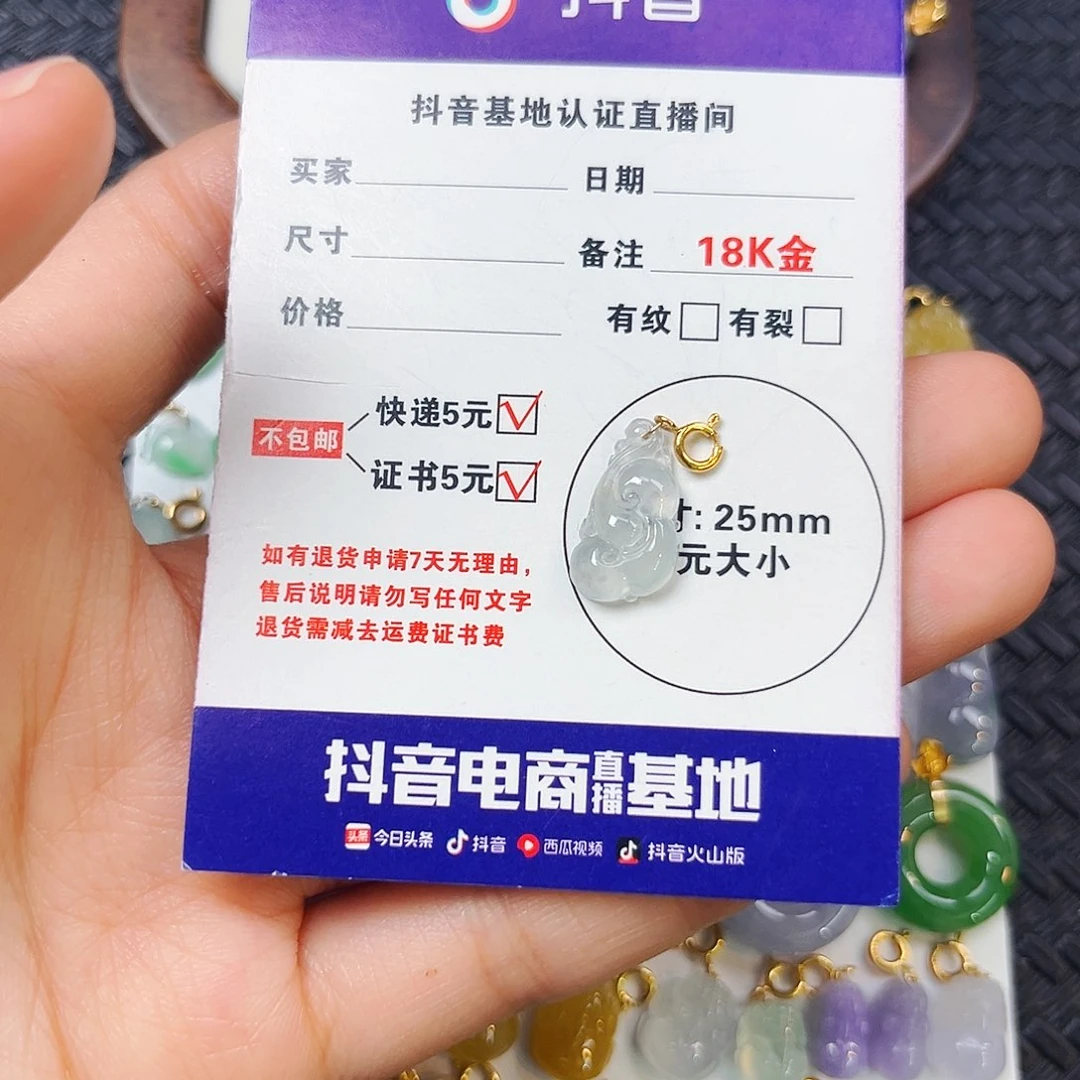 抖音
抖音基地认证直播间
买家 日期
尺寸 备注 18K金
价格 有纹 有裂
不包邮 快递5元
证书5元
寸: 25mm
元大小
如有退货申请7天无理由,
售后说明请勿写任何文字
退货需减去运费证书费
抖音电商直播基地
头条 今日头条 抖音 西瓜视频 抖音火山版